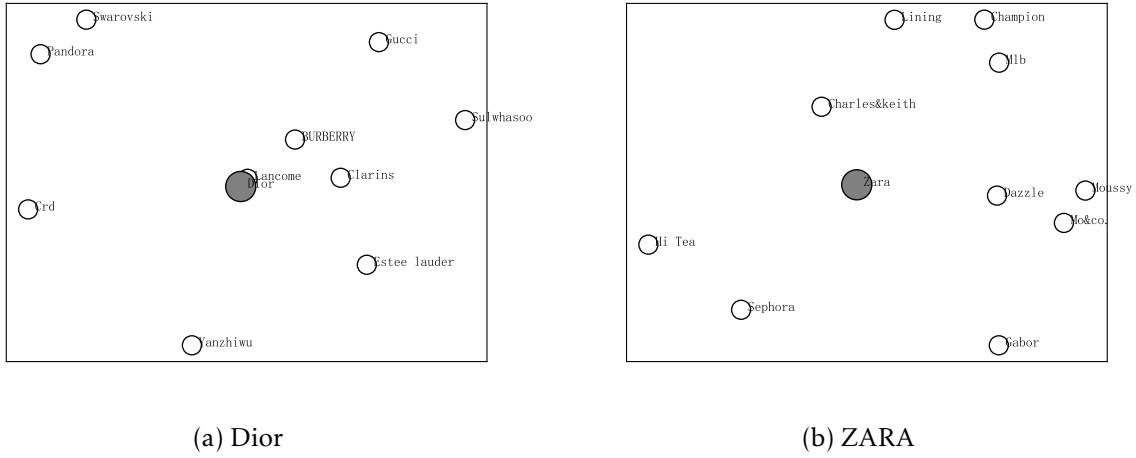 Swarovski
Pandora
Gucci
Sulwhasoo
BURBERRY
Lancome
Dior
Clarins
Crd
Estee lauder
Yanzhiwu
(a) Dior
Lining
Champion
Mlb
Charles&keith
Zara
Dazzle
Moussy
Mo&co.
Hi Tea
Sephora
Gabor
(b) ZARA